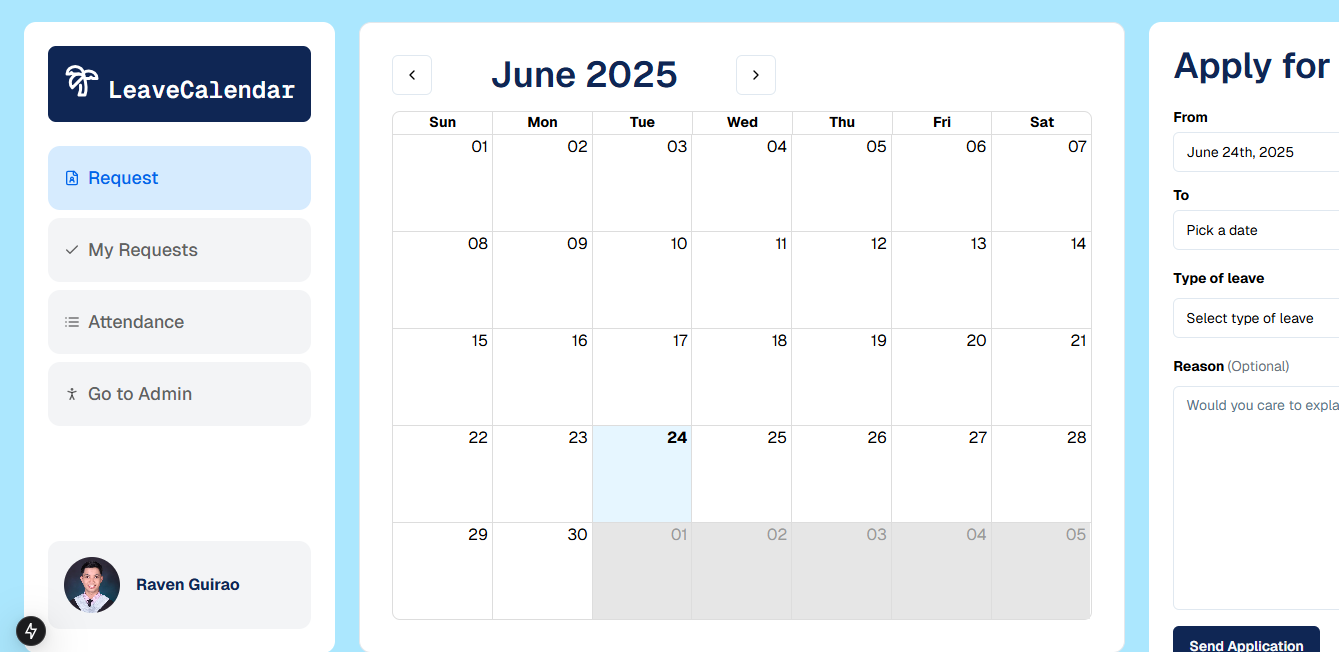 LeaveCalendar
Request
My Requests
Attendance
Go to Admin
Raven Guirao
June 2025
Sun Mon Tue Wed Thu Fri Sat
01 02 03 04 05 06 07
08 09 10 11 12 13 14
15 16 17 18 19 20 21
22 23 24 25 26 27 28
29 30 01 02 03 04 05
Apply for
From
June 24th, 2025
To
Pick a date
Type of leave
Select type of leave
Reason (Optional)
Would you care to expla
Send Application